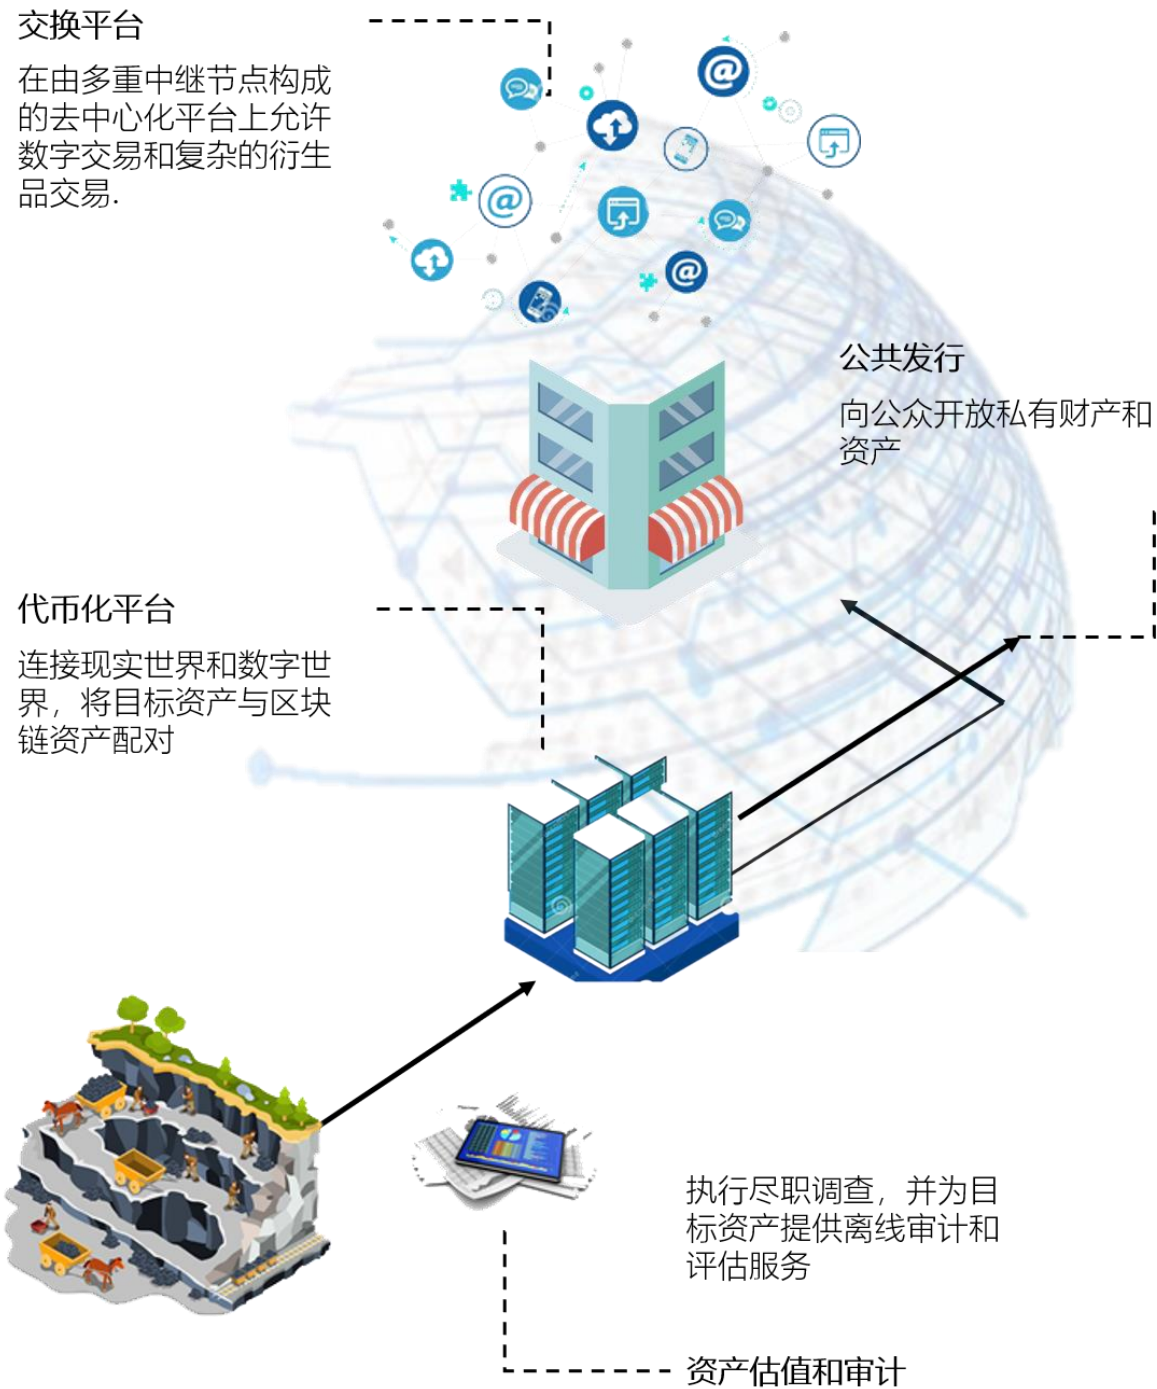 交换平台
在由多重中继节点构成
的去中心化平台上允许
数字交易和复杂的衍生
品交易.
公共发行
向公众开放私有财产和
资产
代币化平台
连接现实世界和数字世
界，将目标资产与区块
链资产配对
执行尽职调查，并为目
标资产提供离线审计和
评估服务
资产估值和审计